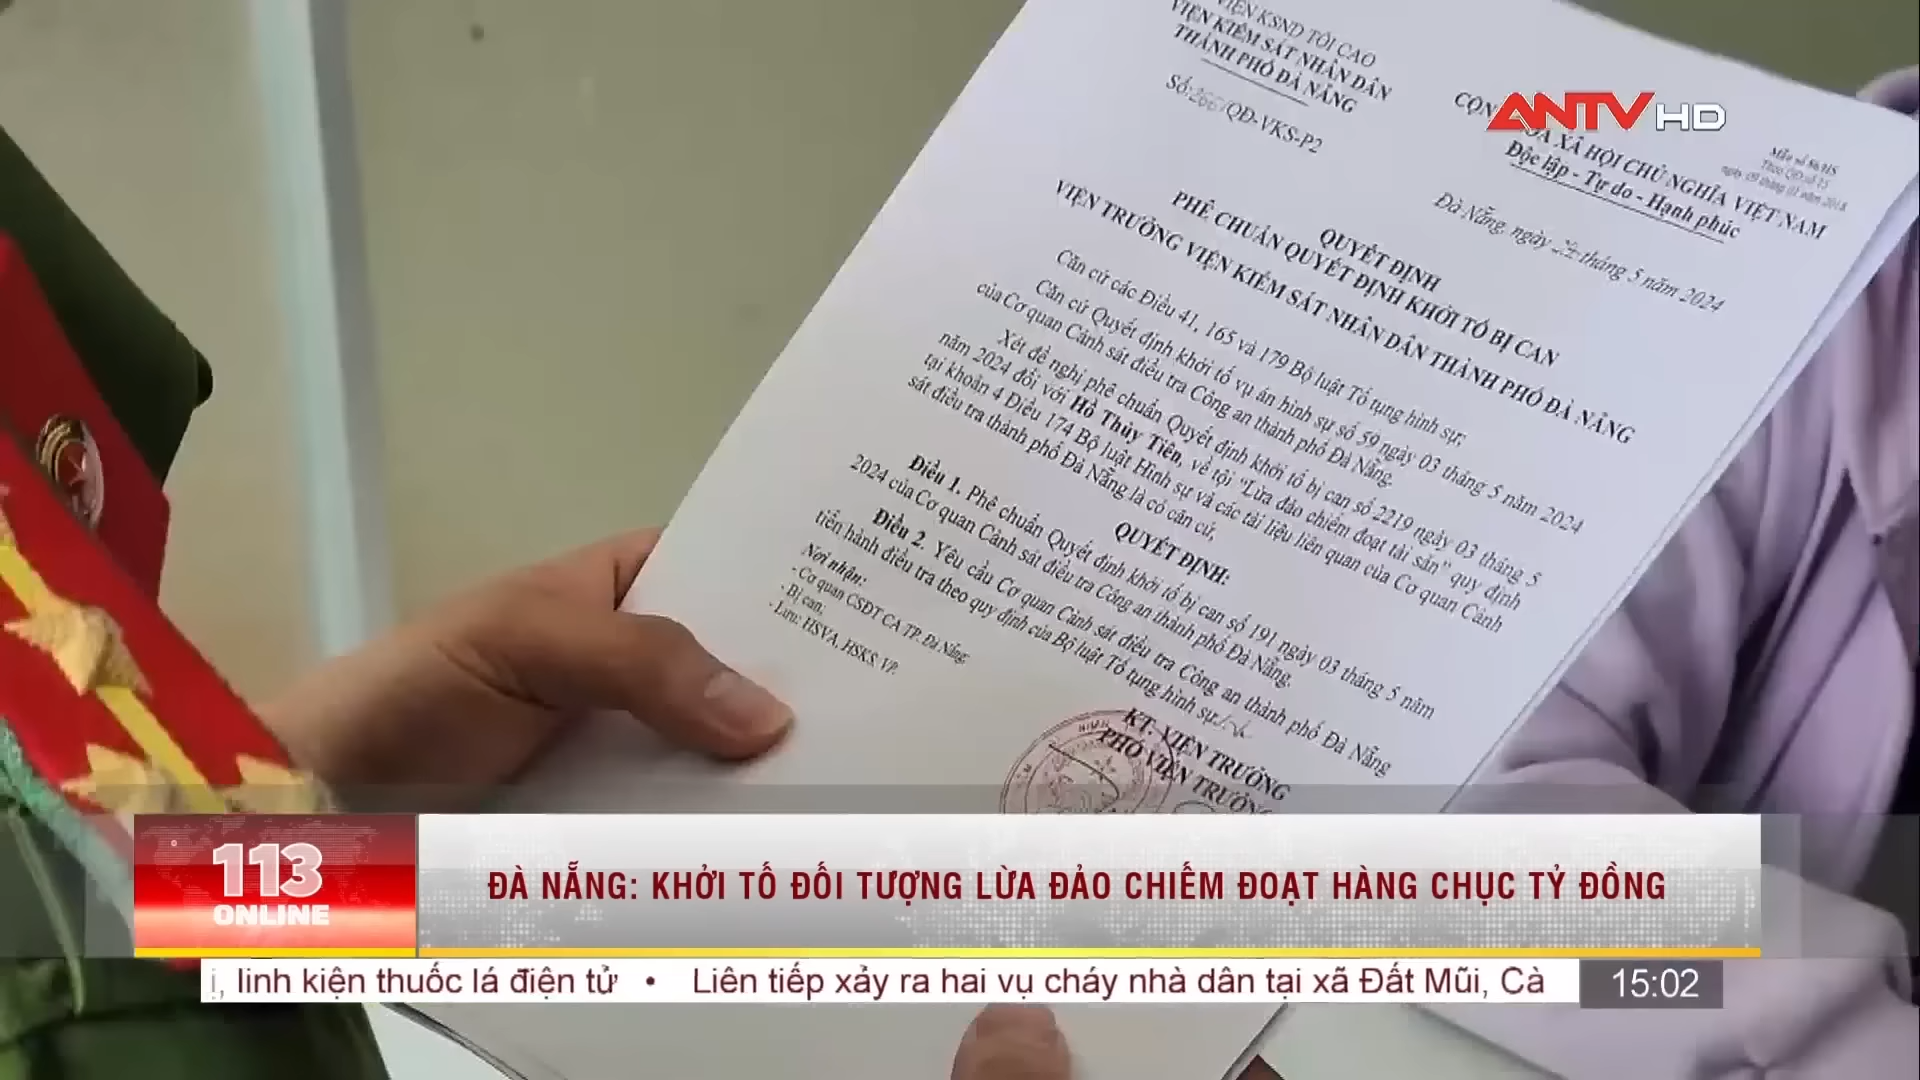 VIỆN KSND TỐI CAO
VIỆN KIỂM SÁT NHÂN DÂN
THÀNH PHỐ ĐÀ NẴNG
Số: /QĐ-VKS-P2
ANTV HD
CỘNG HÒA XÃ HỘI CHỦ NGHĨA VIỆT NAM
Độc lập - Tự do - Hạnh phúc
Mẫu số
Theo QĐ số 15
ngày 09 tháng 01 năm 2018
Đà Nẵng, ngày tháng 5 năm 2024
QUYẾT ĐỊNH
PHÊ CHUẨN QUYẾT ĐỊNH KHỞI TỐ BỊ CAN
VIỆN TRƯỞNG VIỆN KIỂM SÁT NHÂN DÂN THÀNH PHỐ ĐÀ NẴNG
Căn cứ các Điều 41, 165 và 179 Bộ luật Tố tụng hình sự;
Căn cứ Quyết định khởi tố vụ án hình sự số 59 ngày 03 tháng 5 năm 2024
của Cơ quan Cảnh sát điều tra Công an thành phố Đà Nẵng.
Xét đề nghị phê chuẩn Quyết định khởi tố bị can số 2219 ngày 03 tháng 5
năm 2024 đối với Hồ Thủy Tiên, về tội "Lừa đảo chiếm đoạt tài sản" quy định
tại khoản 4 Điều 174 Bộ luật Hình sự và các tài liệu liên quan của Cơ quan Cảnh
sát điều tra thành phố Đà Nẵng là có căn cứ,
QUYẾT ĐỊNH:
Điều 1. Phê chuẩn Quyết định khởi tố bị can số 191 ngày 03 tháng 5 năm
2024 của Cơ quan Cảnh sát điều tra Công an thành phố Đà Nẵng.
Điều 2. Yêu cầu Cơ quan Cảnh sát điều tra Công an thành phố Đà Nẵng
tiến hành điều tra theo quy định của Bộ luật Tố tụng hình sự./.
Nơi nhận:
- Cơ quan CSĐT CA TP. Đà Nẵng;
- Bị can;
- Lưu: HSVA, HSKS, VP.
KT. VIỆN TRƯỞNG
PHÓ VIỆN TRƯỞNG
113
ONLINE
ĐÀ NẴNG: KHỞI TỐ ĐỐI TƯỢNG LỪA ĐẢO CHIẾM ĐOẠT HÀNG CHỤC TỶ ĐỒNG
ị, linh kiện thuốc lá điện tử • Liên tiếp xảy ra hai vụ cháy nhà dân tại xã Đất Mũi, Cà
15:02